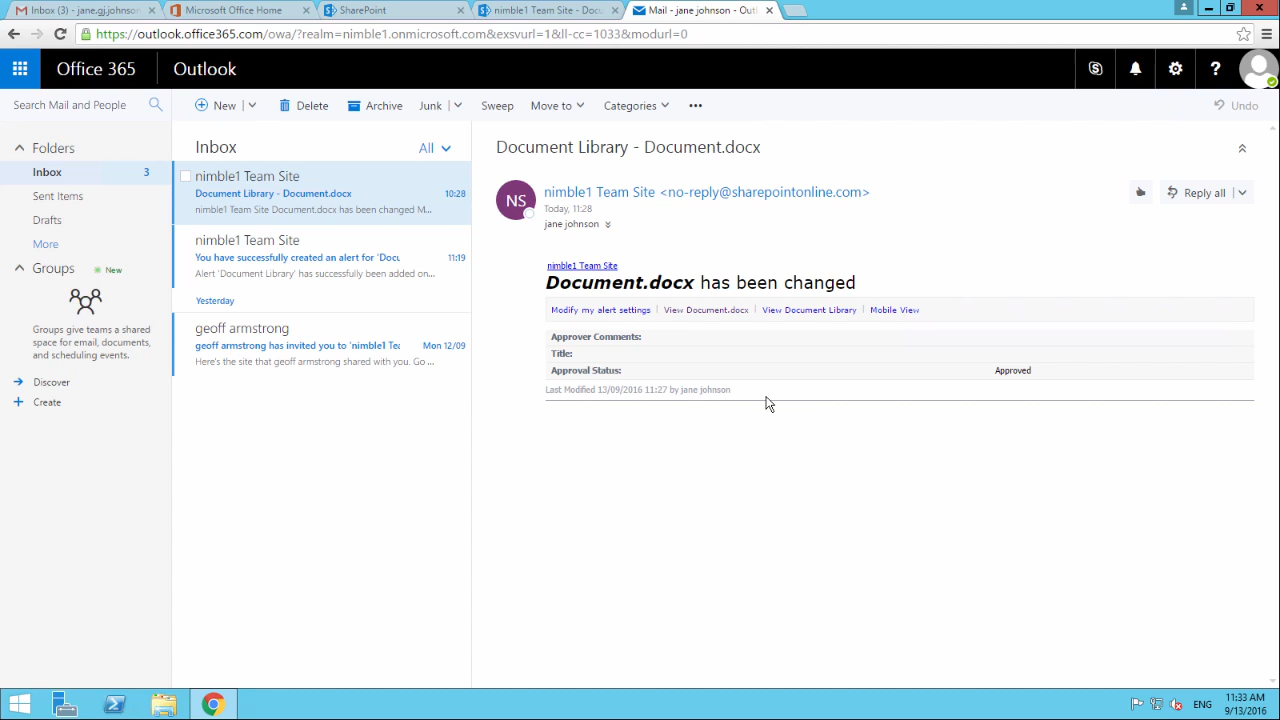 Inbox (3) - jane.gj.johnson
Microsoft Office Home
SharePoint
nimble1 Team Site - Docu
Mail - jane johnson - Out
https://outlook.office365.com/owa/?realm=nimble1.onmicrosoft.com&exsvurl=1&ll-cc=1033&modurl=0
Office 365
Outlook
Search Mail and People
New
Delete
Archive
Junk
Sweep
Move to
Categories
Undo
Folders
Inbox 3
Sent Items
Drafts
More
Groups New
Groups give teams a shared
space for email, documents,
and scheduling events.
Discover
Create
Inbox
All
nimble1 Team Site
Document Library - Document.docx 10:28
nimble1 Team Site Document.docx has been changed M...
nimble1 Team Site
You have successfully created an alert for 'Docu 11:19
Alert 'Document Library' has successfully been added on...
Yesterday
geoff armstrong
geoff armstrong has invited you to 'nimble1 Te Mon 12/09
Here's the site that geoff armstrong shared with you. Go ...
Document Library - Document.docx
NS
nimble1 Team Site <no-reply@sharepointonline.com>
Today, 11:28
jane johnson
Reply all
nimble1 Team Site
Document.docx has been changed
Modify my alert settings | View Document.docx | View Document Library | Mobile View
Approver Comments:
Title:
Approval Status: Approved
Last Modified 13/09/2016 11:27 by jane johnson
ENG
11:33 AM
9/13/2016